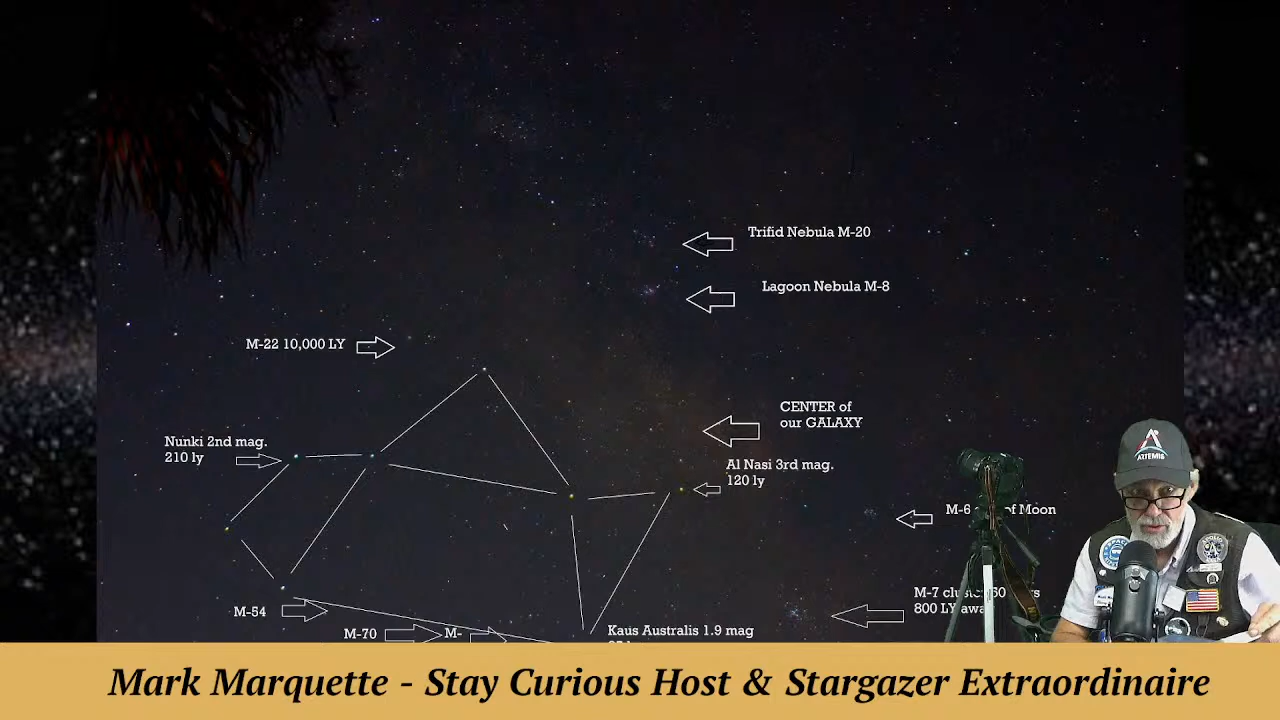 Trifid Nebula M-20
Lagoon Nebula M-8
M-22 10,000 LY
CENTER of
our GALAXY
Nunki 2nd mag.
210 ly
Al Nasi 3rd mag.
120 ly
M-6 of Moon
M-7
800 LY
M-54
M-70
M-
Kaus Australis 1.9 mag
ARTEMIS
Mark Marquette - Stay Curious Host & Stargazer Extraordinaire